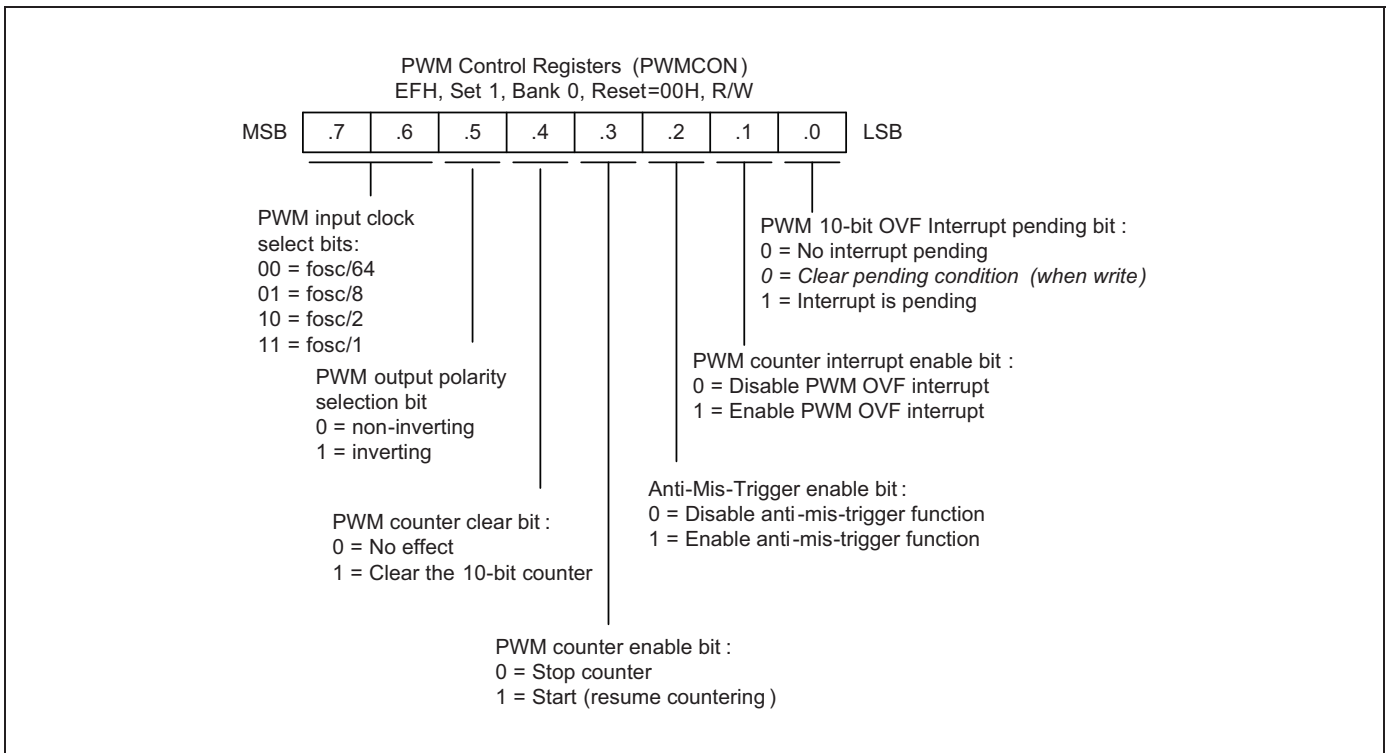 PWM Control Registers (PWMCON)
EFH, Set 1, Bank 0, Reset=00H, R/W
MSB .7 .6 .5 .4 .3 .2 .1 .0 LSB
PWM input clock
select bits:
00 = fosc/64
01 = fosc/8
10 = fosc/2
11 = fosc/1
PWM output polarity
selection bit
0 = non-inverting
1 = inverting
PWM counter clear bit :
0 = No effect
1 = Clear the 10-bit counter
PWM counter enable bit :
0 = Stop counter
1 = Start (resume countering )
Anti-Mis-Trigger enable bit :
0 = Disable anti-mis-trigger function
1 = Enable anti-mis-trigger function
PWM counter interrupt enable bit :
0 = Disable PWM OVF interrupt
1 = Enable PWM OVF interrupt
PWM 10-bit OVF Interrupt pending bit :
0 = No interrupt pending
0 = Clear pending condition (when write)
1 = Interrupt is pending